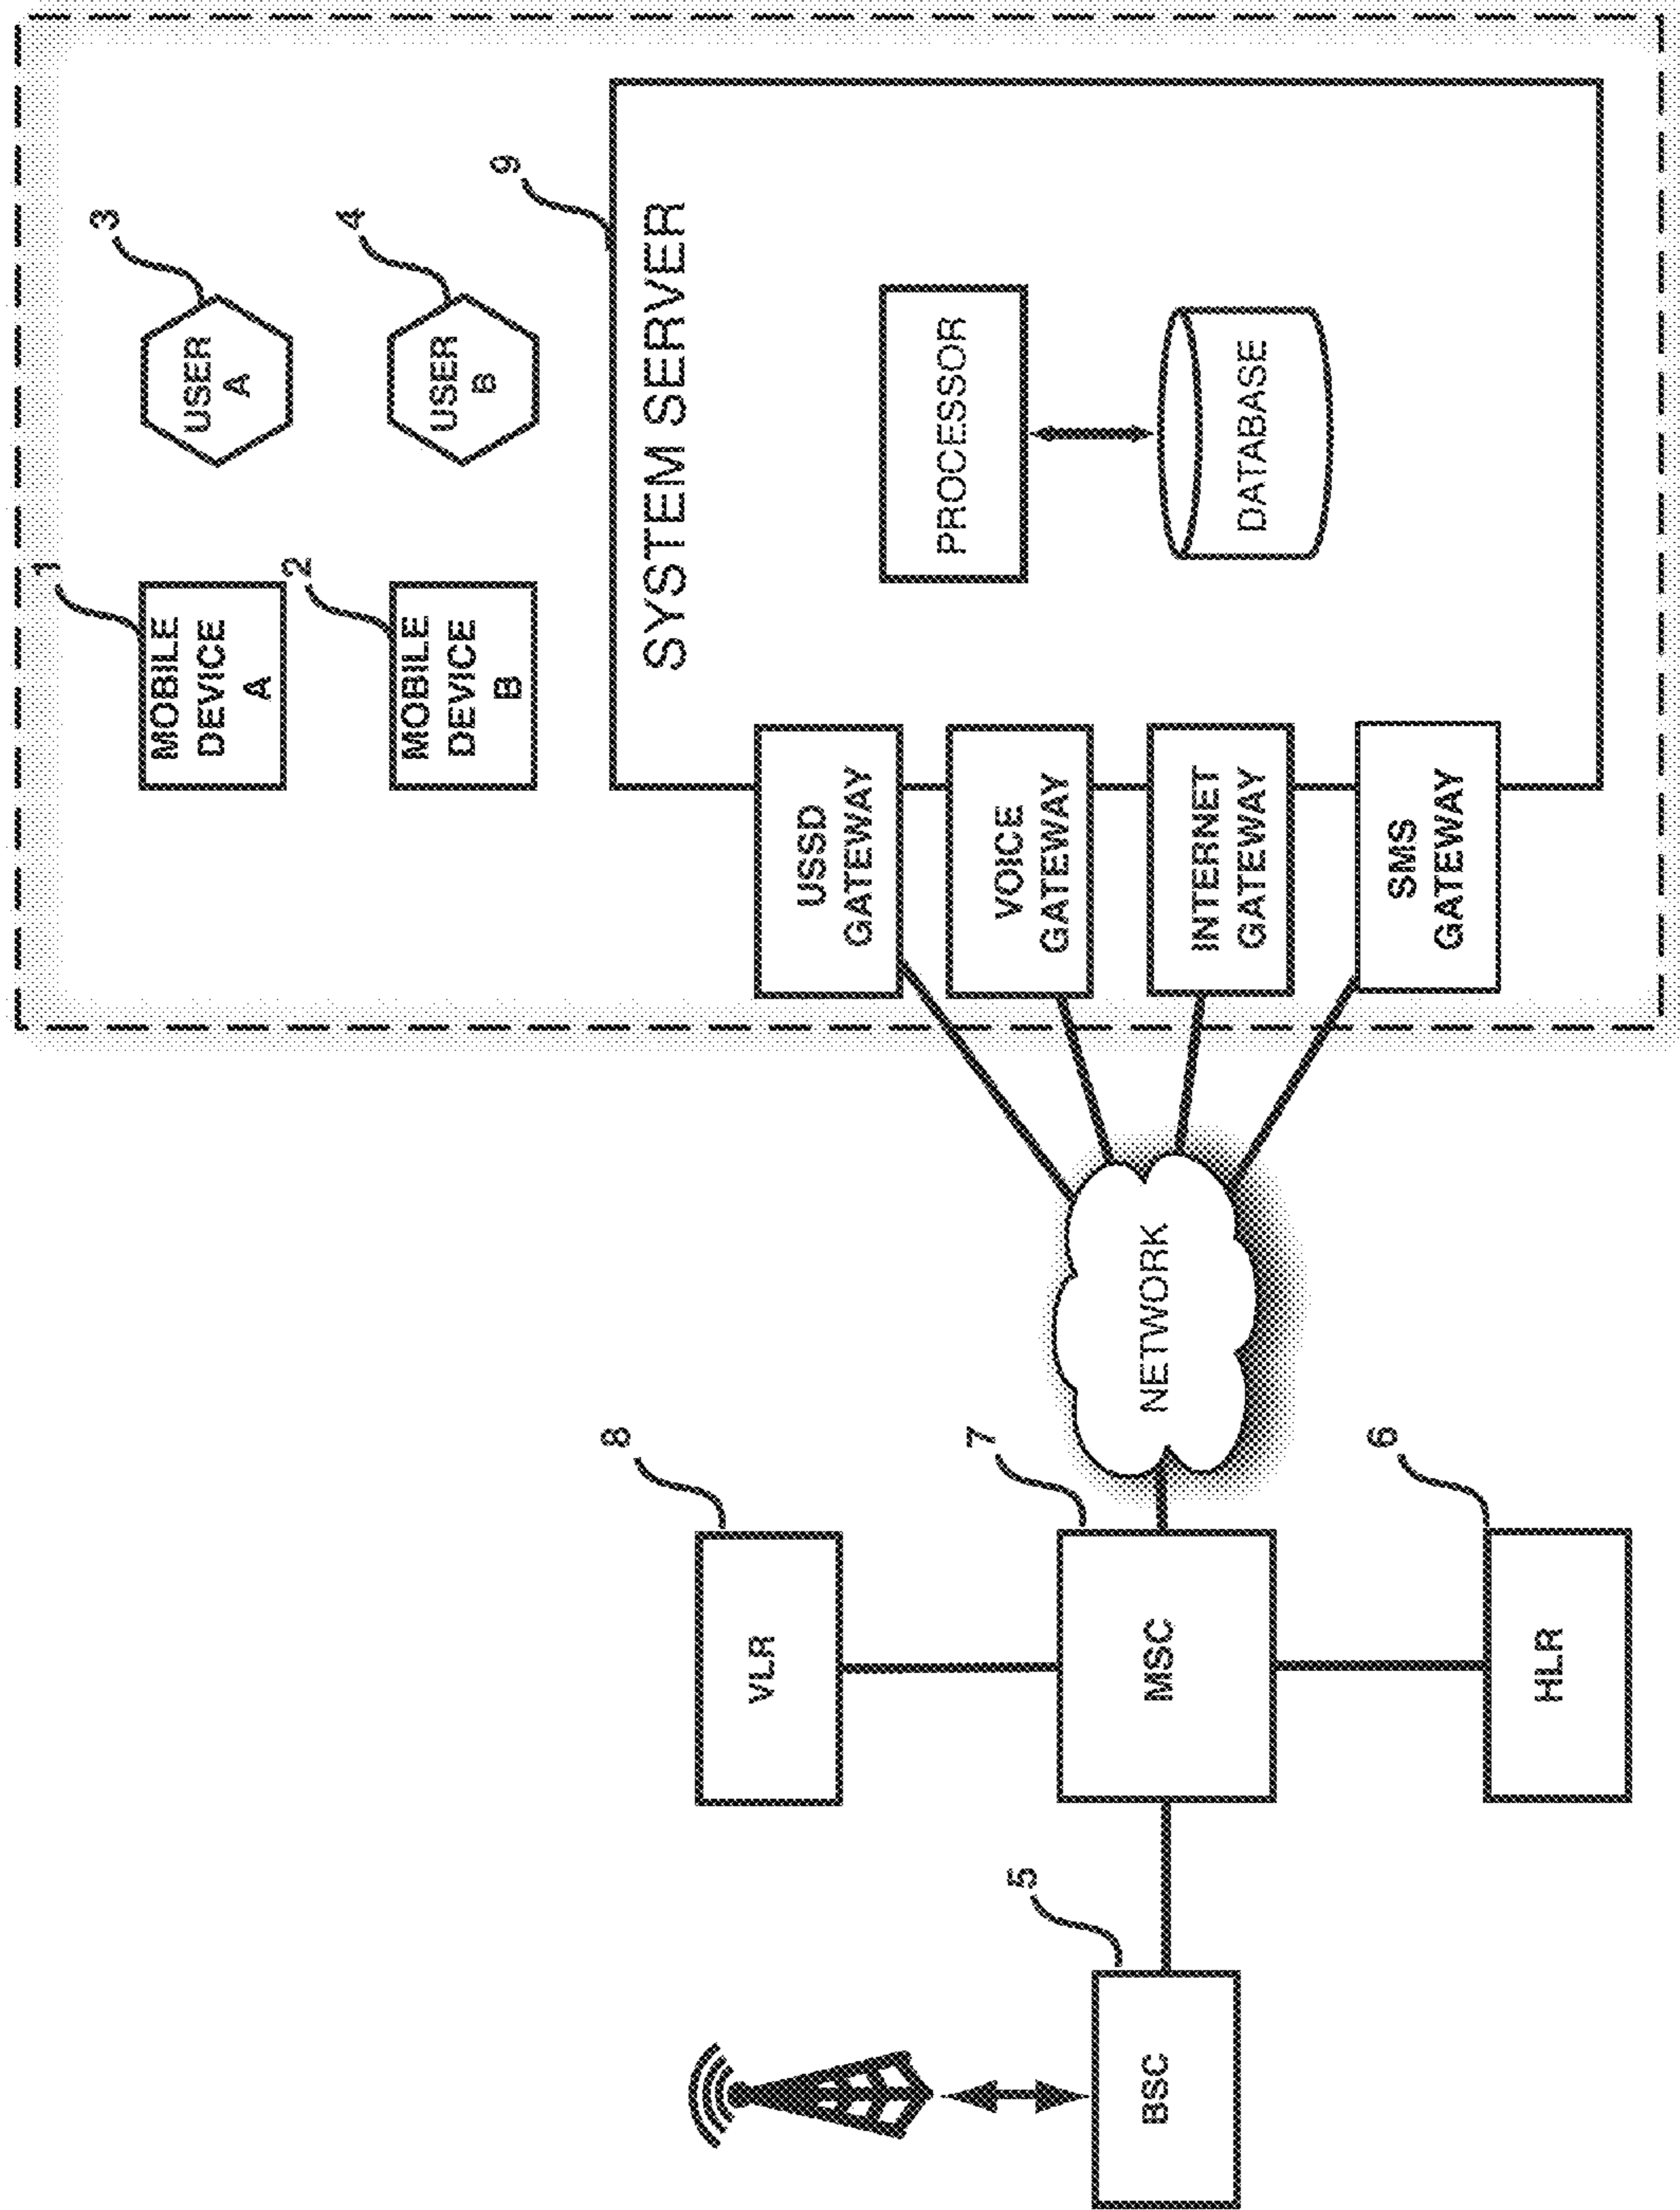 1
MOBILE
DEVICE
A
3
USER
A
2
MOBILE
DEVICE
B
4
USER
B
9
SYSTEM SERVER
PROCESSOR
DATABASE
USSD
GATEWAY
VOICE
GATEWAY
INTERNET
GATEWAY
SMS
GATEWAY
NETWORK
8
VLR
7
MSC
6
HLR
5
BSC